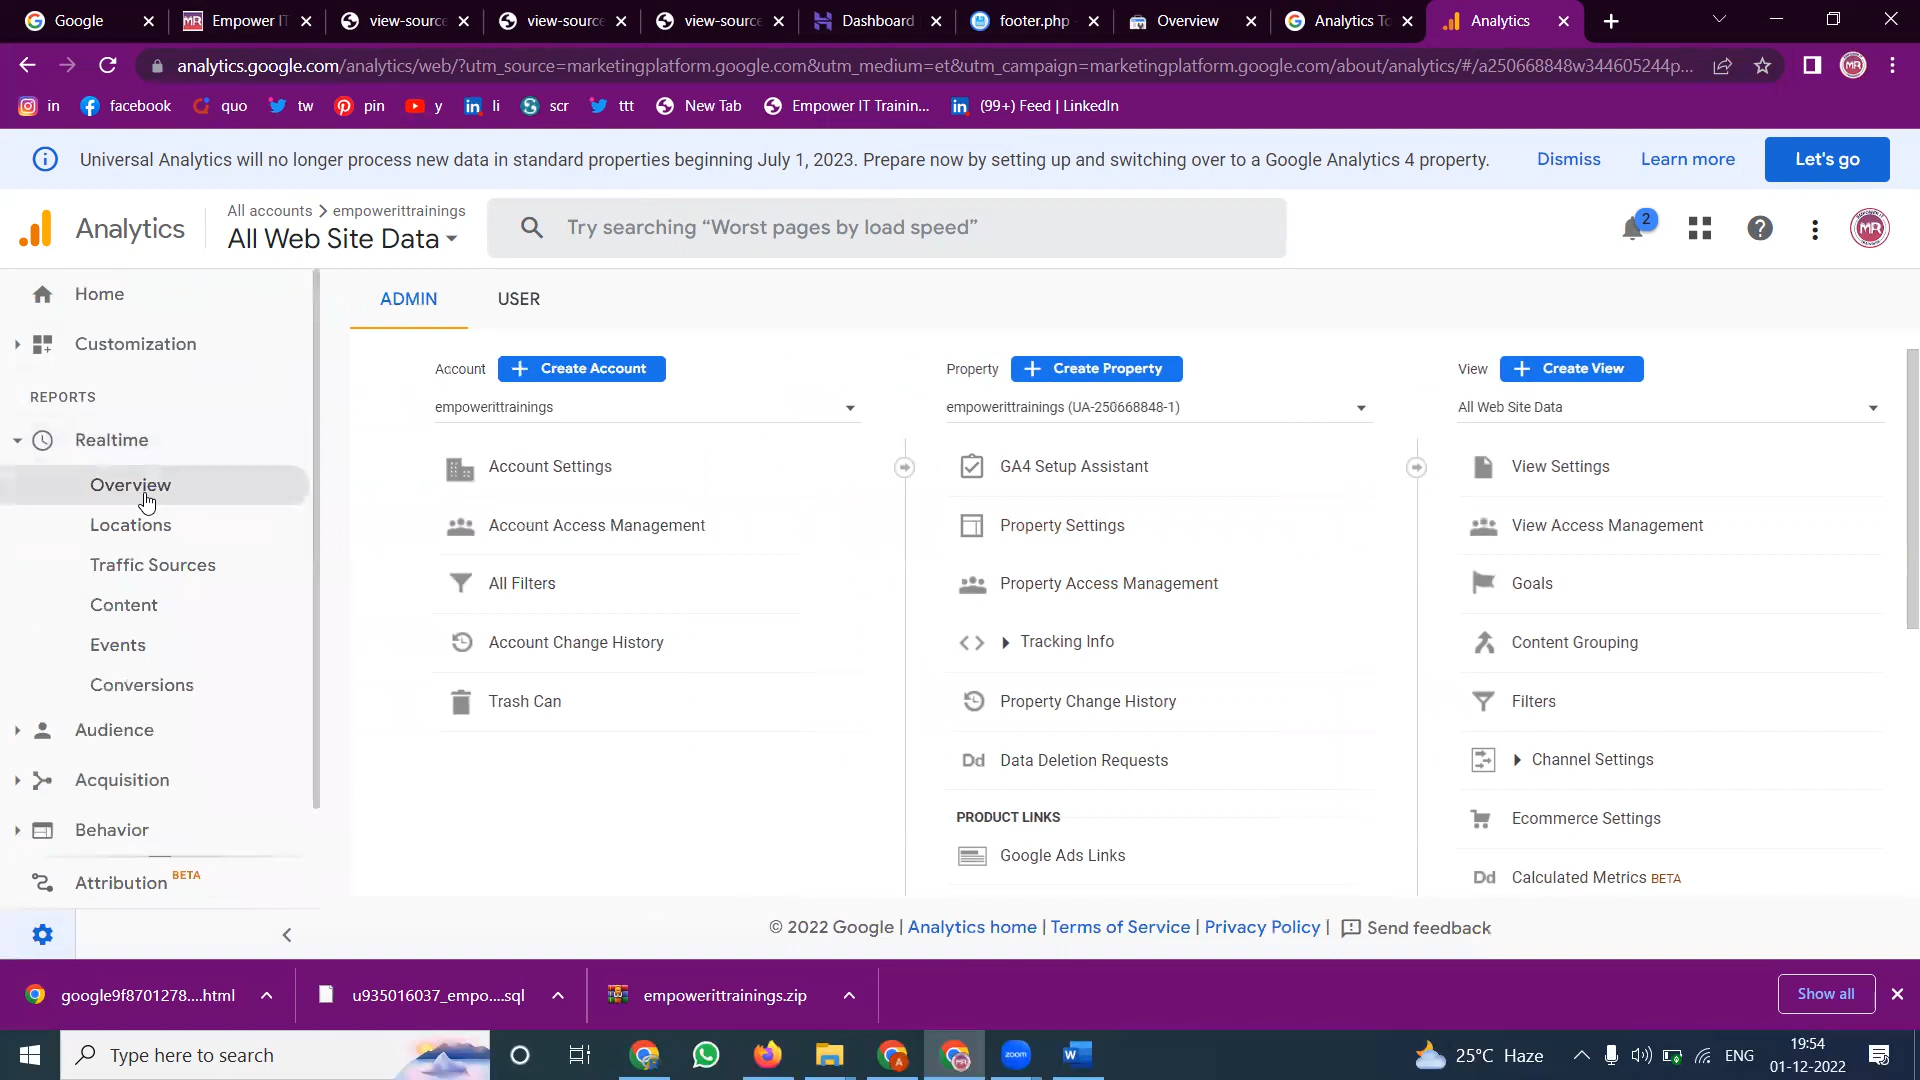 Google
Empower IT
view-source
view-source
view-source
Dashboard
footer.php
Overview
Analytics To
Analytics
analytics.google.com/analytics/web/?utm_source=marketingplatform.google.com&utm_medium=et&utm_campaign=marketingplatform.google.com/about/analytics/#/a250668848w344605244p...
in
facebook
quo
tw
pin
y
li
scr
ttt
New Tab
Empower IT Trainin...
(99+) Feed | LinkedIn
Universal Analytics will no longer process new data in standard properties beginning July 1, 2023. Prepare now by setting up and switching over to a Google Analytics 4 property.
Dismiss
Learn more
Let's go
Analytics
All accounts > empowerittrainings
All Web Site Data
Try searching “Worst pages by load speed”
2
MR
Home
Customization
REPORTS
Realtime
Overview
Locations
Traffic Sources
Content
Events
Conversions
Audience
Acquisition
Behavior
Attribution BETA
ADMIN
USER
Account
+ Create Account
empowerittrainings
Account Settings
Account Access Management
All Filters
Account Change History
Trash Can
Property
+ Create Property
empowerittrainings (UA-250668848-1)
GA4 Setup Assistant
Property Settings
Property Access Management
<> Tracking Info
Property Change History
Dd Data Deletion Requests
PRODUCT LINKS
Google Ads Links
View
+ Create View
All Web Site Data
View Settings
View Access Management
Goals
Content Grouping
Filters
Channel Settings
Ecommerce Settings
Dd Calculated Metrics BETA
© 2022 Google | Analytics home | Terms of Service | Privacy Policy | Send feedback
google9f8701278....html
u935016037_empo....sql
empowerittrainings.zip
Show all
Type here to search
zoom
W
25°C Haze
ENG
19:54
01-12-2022